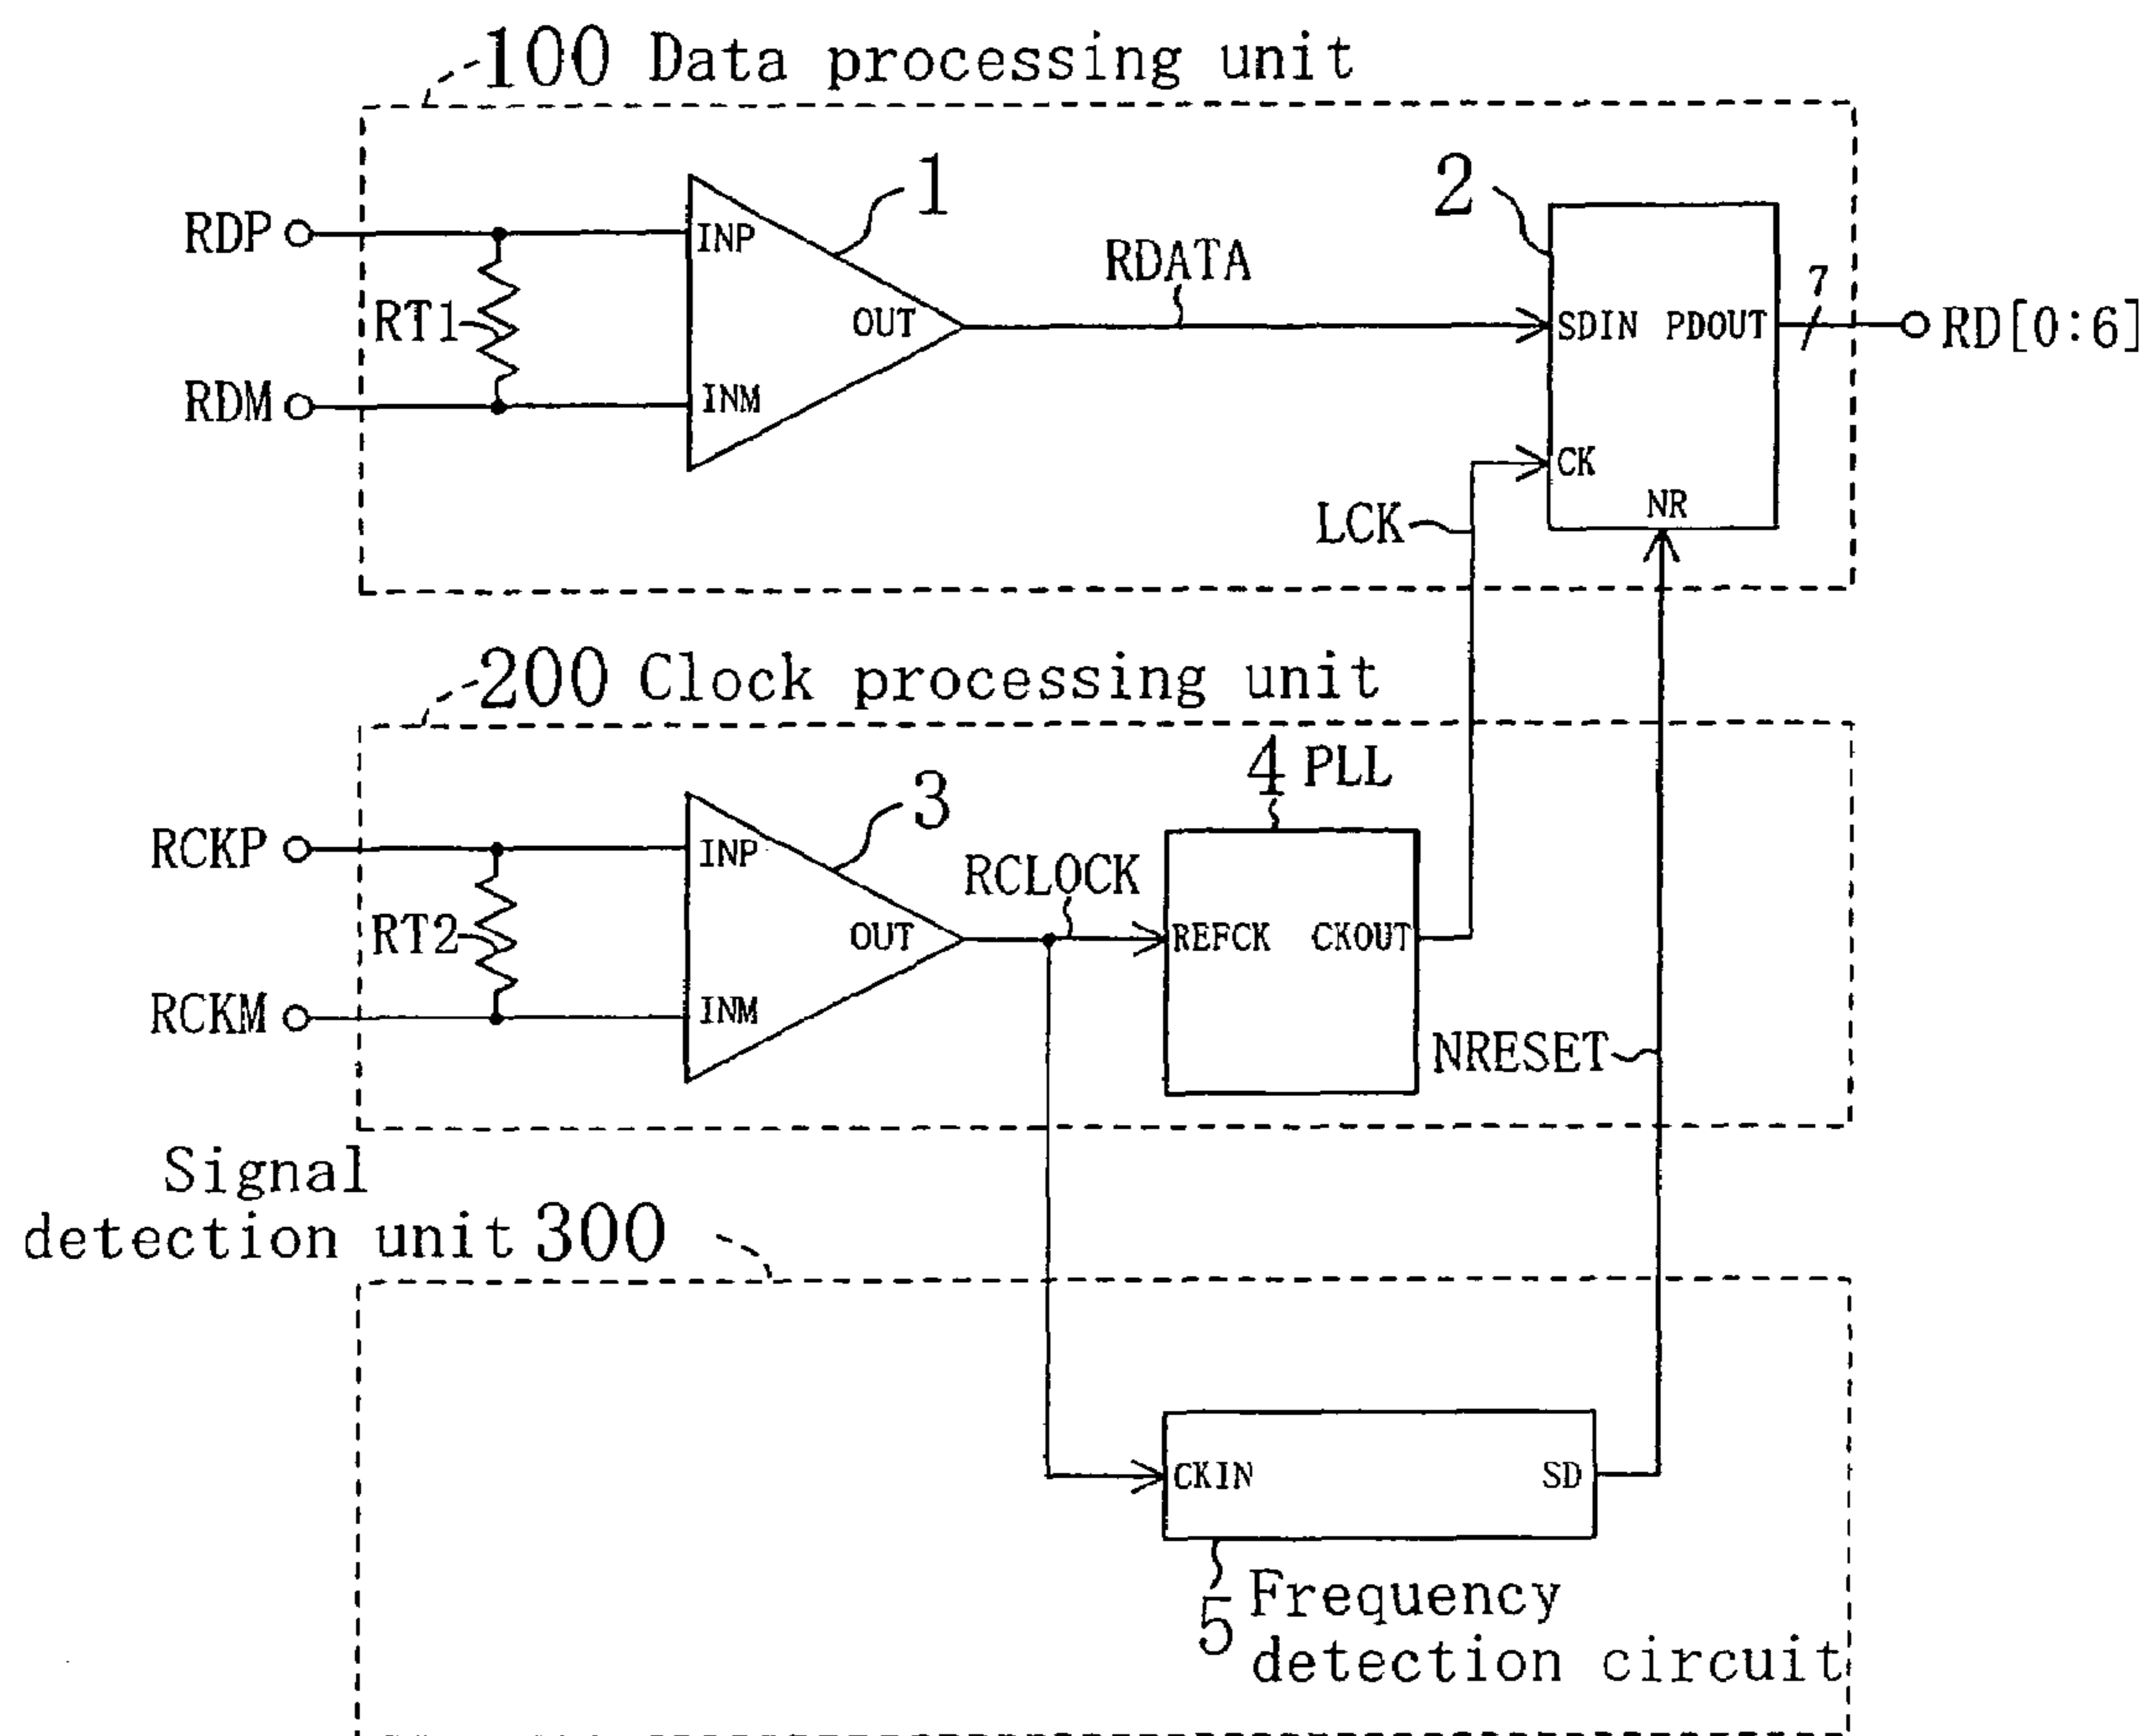 100 Data processing unit
1
2
RDP
INP
RDATA
7
RT1
OUT
SDIN PDOUT
RD[0:6]
RDM
INM
CK
NR
LCK
200 Clock processing unit
4 PLL
3
RCKP
INP
RCLOCK
RT2
OUT
REFCK CKOUT
RCKM
INM
NRESET
Signal
detection unit 300
CKIN SD
5 Frequency
detection circuit